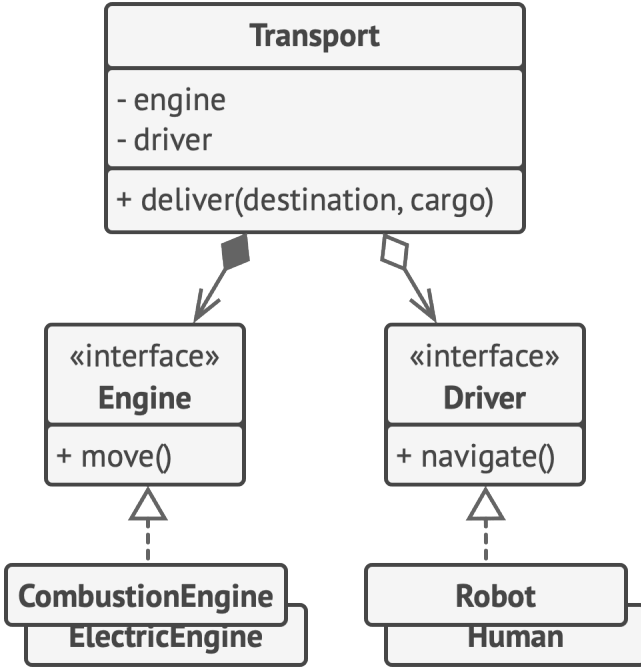 Transport
- engine
- driver
+ deliver(destination, cargo)
«interface»
Engine
+ move()
«interface»
Driver
+ navigate()
CombustionEngine
ElectricEngine
Robot
Human